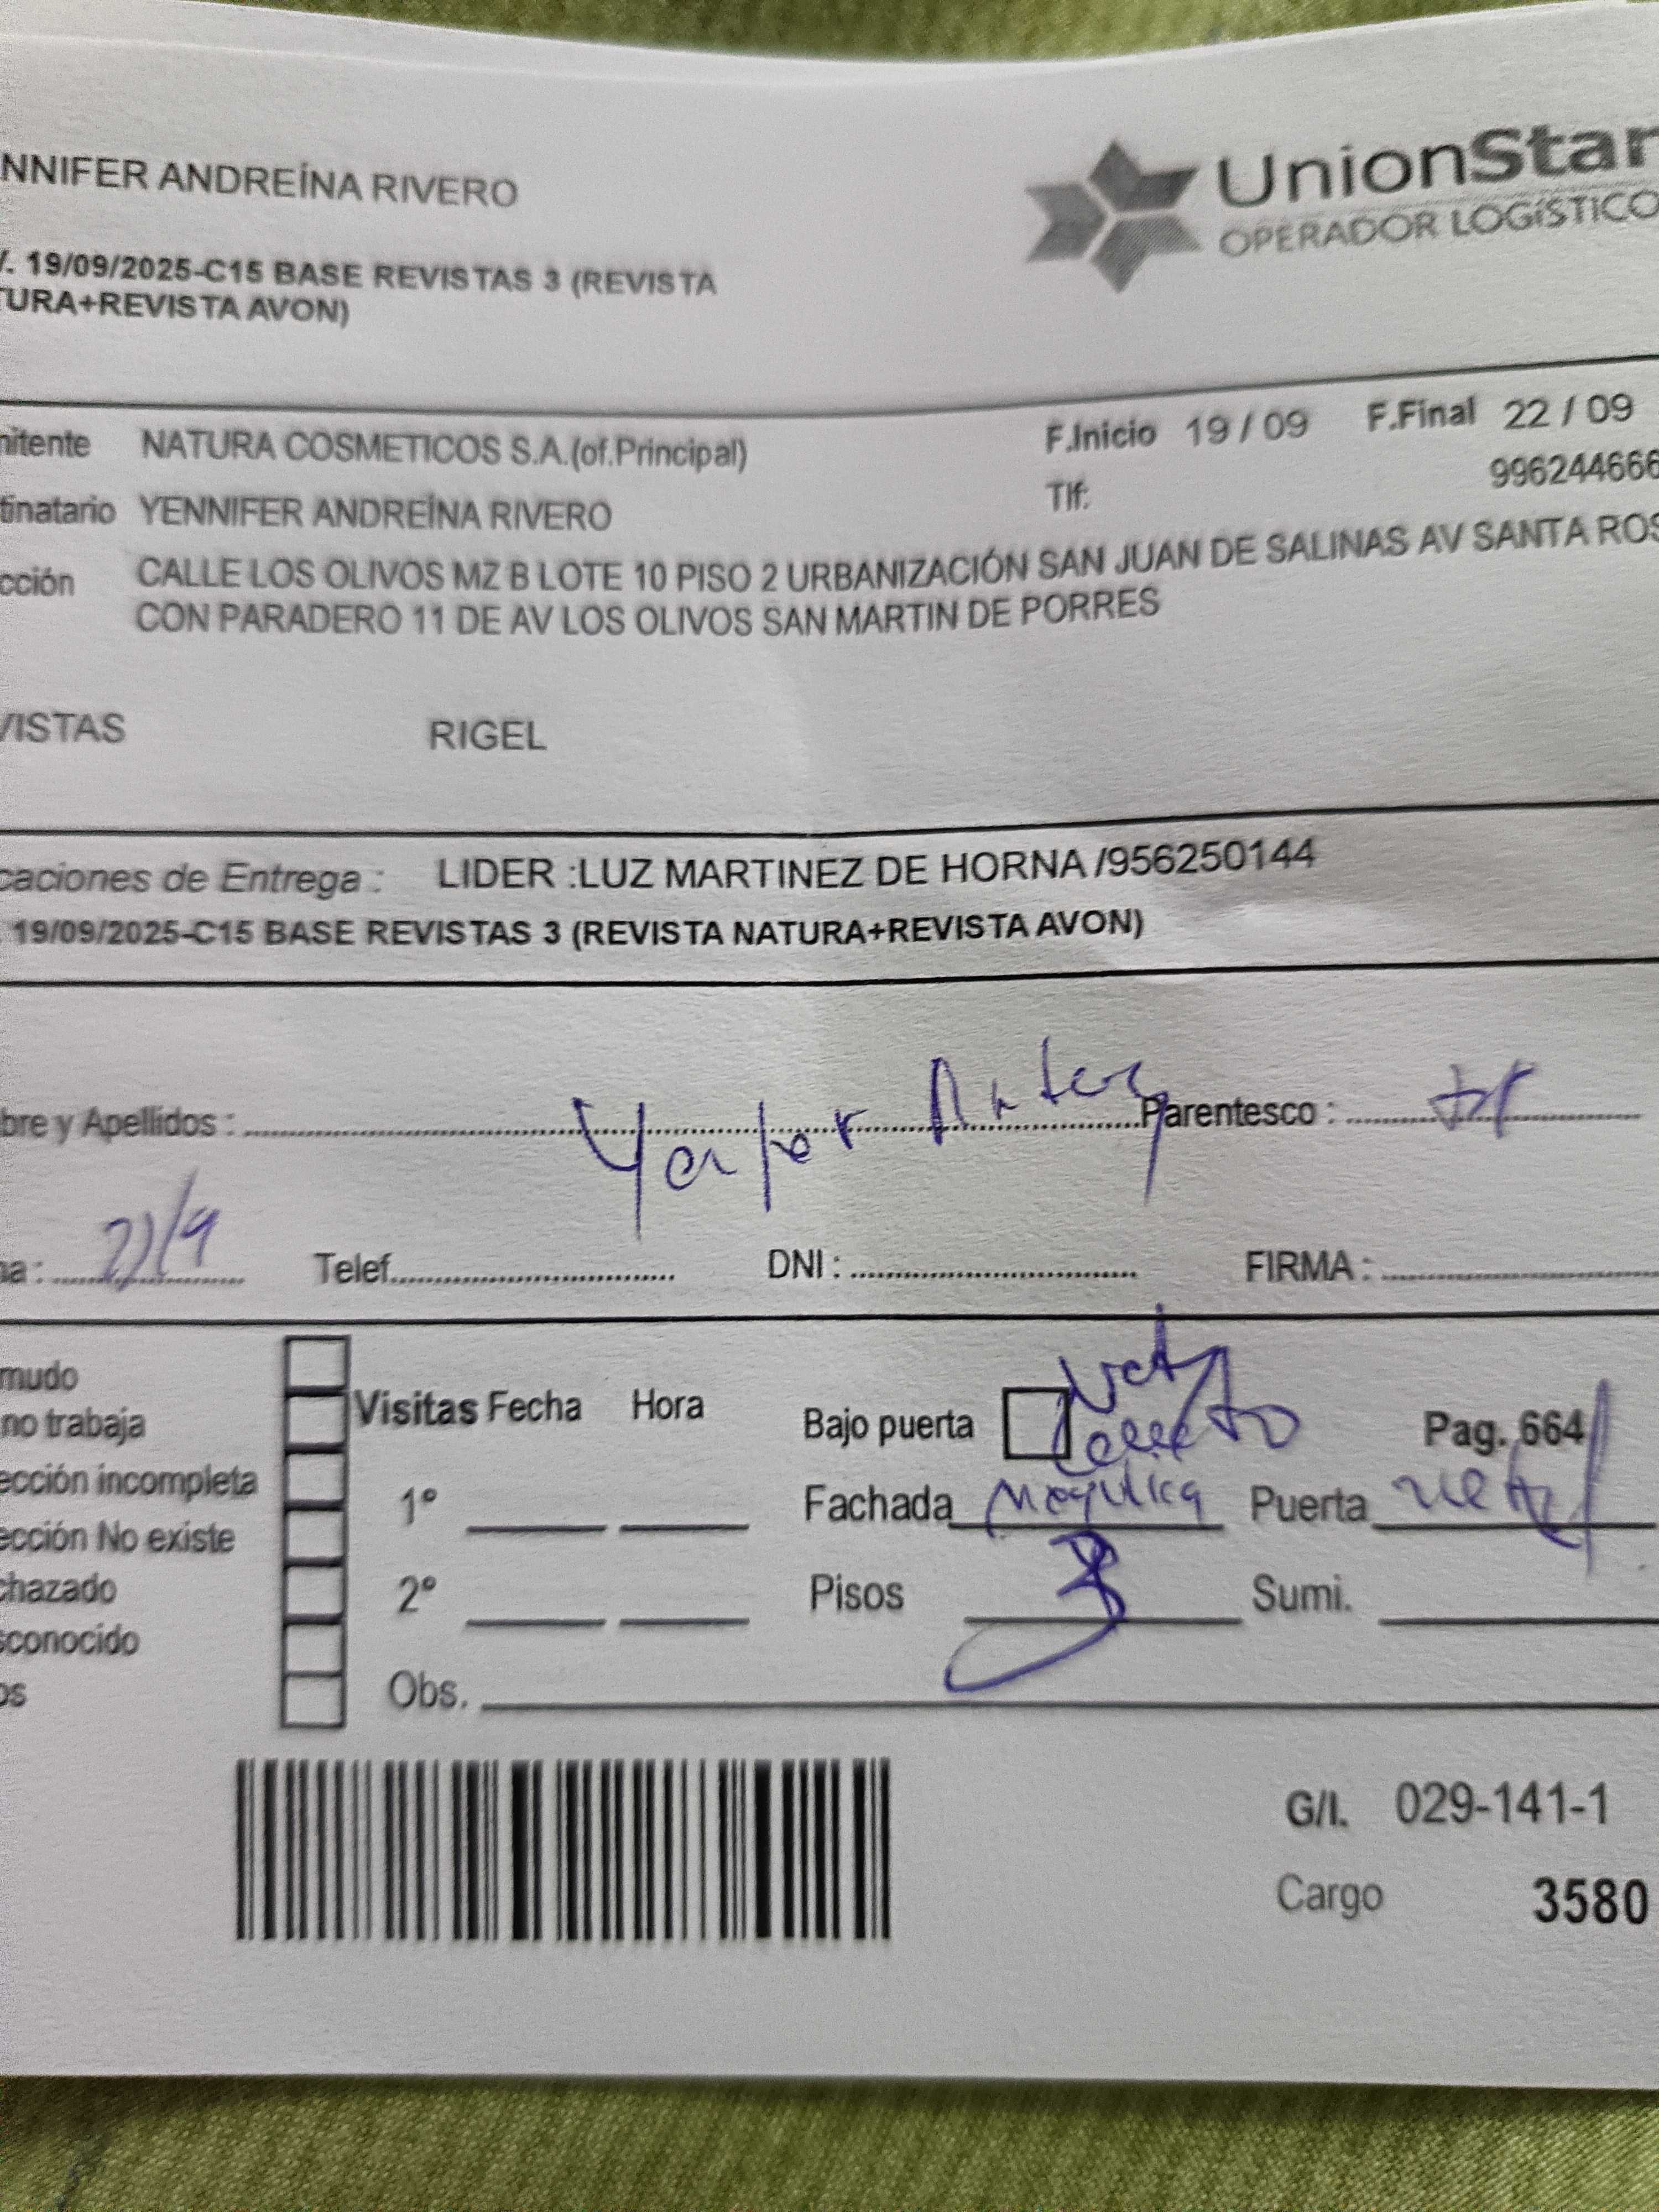 NNIFER ANDREÍNA RIVERO
UnionStar
OPERADOR LOGÍSTICO
V. 19/09/2025-C15 BASE REVISTAS 3 (REVISTA
TURA+REVISTA AVON)
nitente NATURA COSMETICOS S.A.(of.Principal) F.Inicio 19 / 09 F.Final 22 / 09
tinatario YENNIFER ANDREÍNA RIVERO Tlf: 996244666
cción CALLE LOS OLIVOS MZ B LOTE 10 PISO 2 URBANIZACIÓN SAN JUAN DE SALINAS AV SANTA ROS
CON PARADERO 11 DE AV LOS OLIVOS SAN MARTIN DE PORRES
VISTAS RIGEL
caciones de Entrega : LIDER :LUZ MARTINEZ DE HORNA /956250144
19/09/2025-C15 BASE REVISTAS 3 (REVISTA NATURA+REVISTA AVON)
bre y Apellidos : Parentesco :
na : Telef. DNI : FIRMA :
mudo
no trabaja Visitas Fecha Hora Bajo puerta Pag. 664
ección incompleta 1° Fachada Puerta
ección No existe
chazado 2° Pisos 3 Sumi.
sconocido
os Obs.
G/I. 029-141-1
Cargo 3580